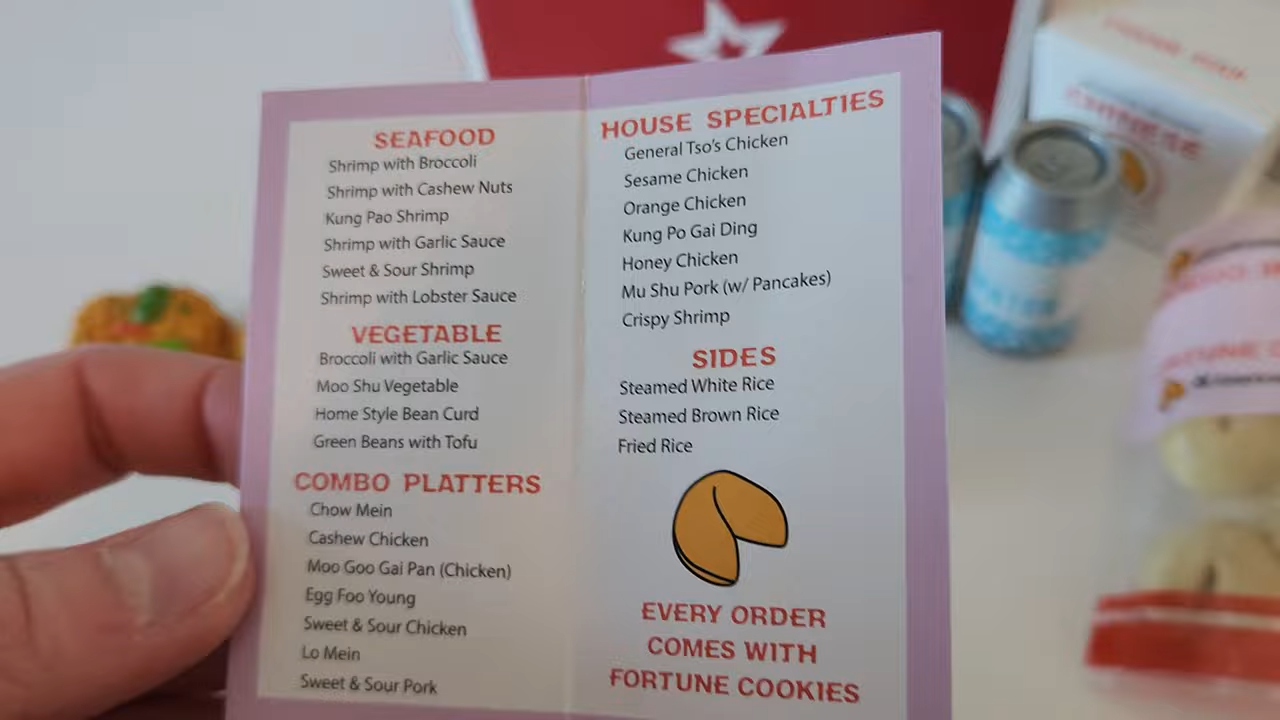 SEAFOOD
Shrimp with Broccoli
Shrimp with Cashew Nuts
Kung Pao Shrimp
Shrimp with Garlic Sauce
Sweet & Sour Shrimp
Shrimp with Lobster Sauce
VEGETABLE
Broccoli with Garlic Sauce
Moo Shu Vegetable
Home Style Bean Curd
Green Beans with Tofu
COMBO PLATTERS
Chow Mein
Cashew Chicken
Moo Goo Gai Pan (Chicken)
Egg Foo Young
Sweet & Sour Chicken
Lo Mein
Sweet & Sour Pork
HOUSE SPECIALTIES
General Tso's Chicken
Sesame Chicken
Orange Chicken
Kung Po Gai Ding
Honey Chicken
Mu Shu Pork (w/ Pancakes)
Crispy Shrimp
SIDES
Steamed White Rice
Steamed Brown Rice
Fried Rice
EVERY ORDER
COMES WITH
FORTUNE COOKIES
CHINESE